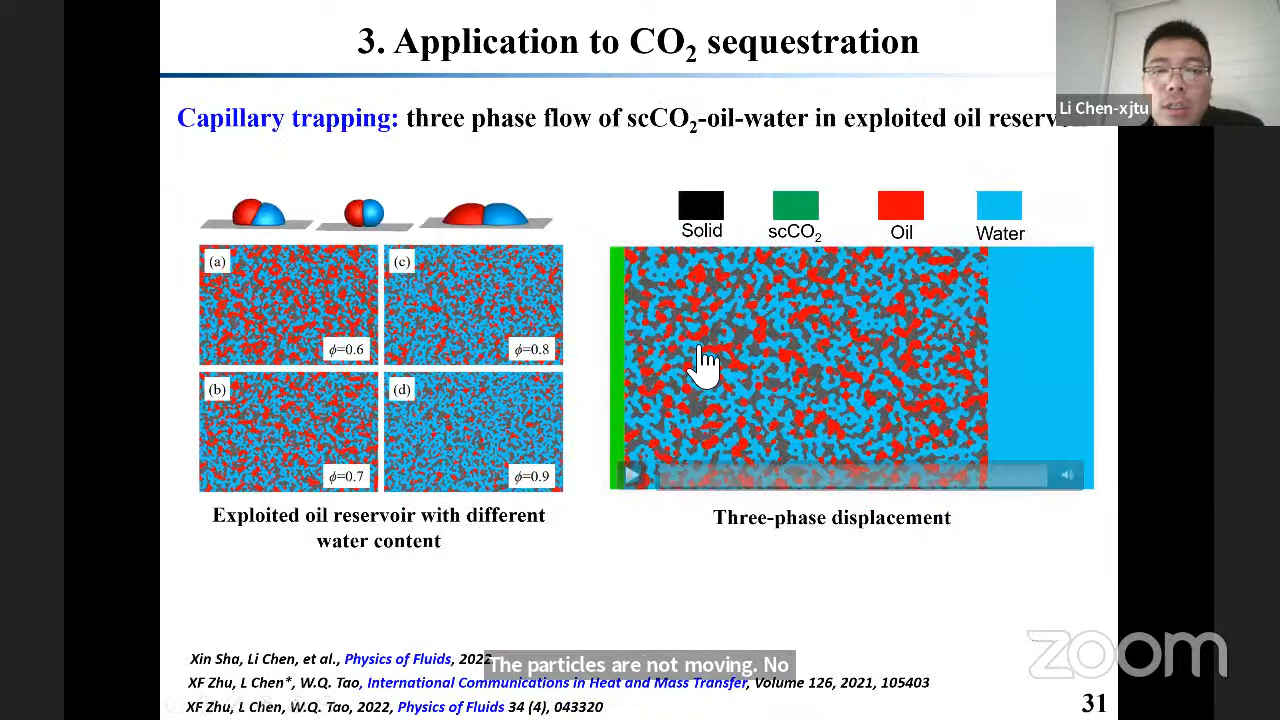 3. Application to CO₂ sequestration
Li Chen-xjtu
Capillary trapping: three phase flow of scCO₂-oil-water in exploited oil reserv
Solid
scCO₂
Oil
Water
(a)
ϕ=0.6
(c)
ϕ=0.8
(b)
ϕ=0.7
(d)
ϕ=0.9
Exploited oil reservoir with different
water content
Three-phase displacement
Xin Sha, Li Chen, et al., Physics of Fluids, 2022
The particles are not moving. No
XF Zhu, L Chen*, W.Q. Tao, International Communications in Heat and Mass Transfer, Volume 126, 2021, 105403
XF Zhu, L Chen, W.Q. Tao, 2022, Physics of Fluids 34 (4), 043320
zoom
31